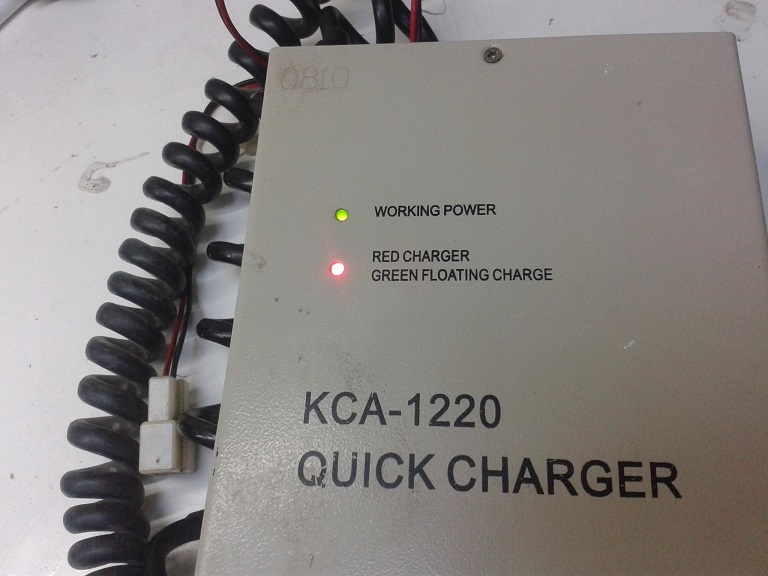 0810
WORKING POWER
RED CHARGER
GREEN FLOATING CHARGE
KCA-1220
QUICK CHARGER